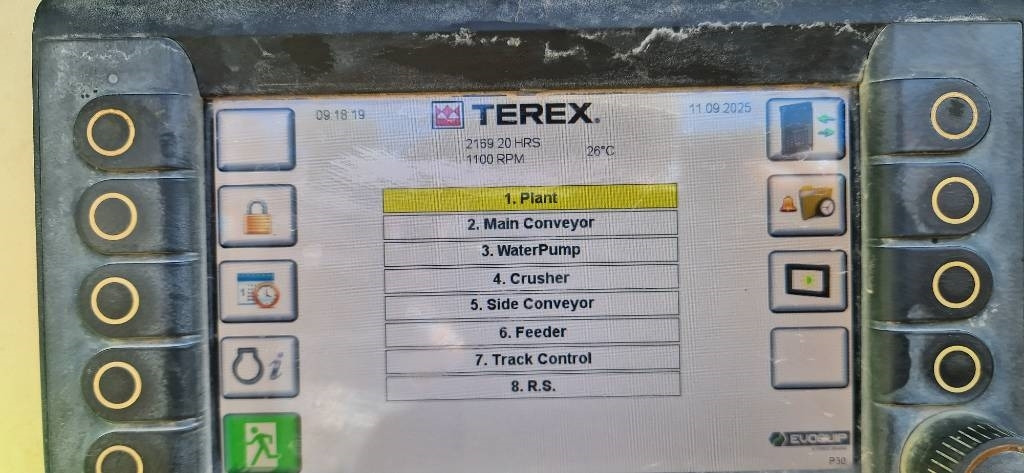 09.18.19
TEREX.
11.09.2025
2169.20 HRS
1100 RPM
26°C
1. Plant
2. Main Conveyor
3. WaterPump
4. Crusher
5. Side Conveyor
6. Feeder
7. Track Control
8. R.S.
EVOQUIP
P30